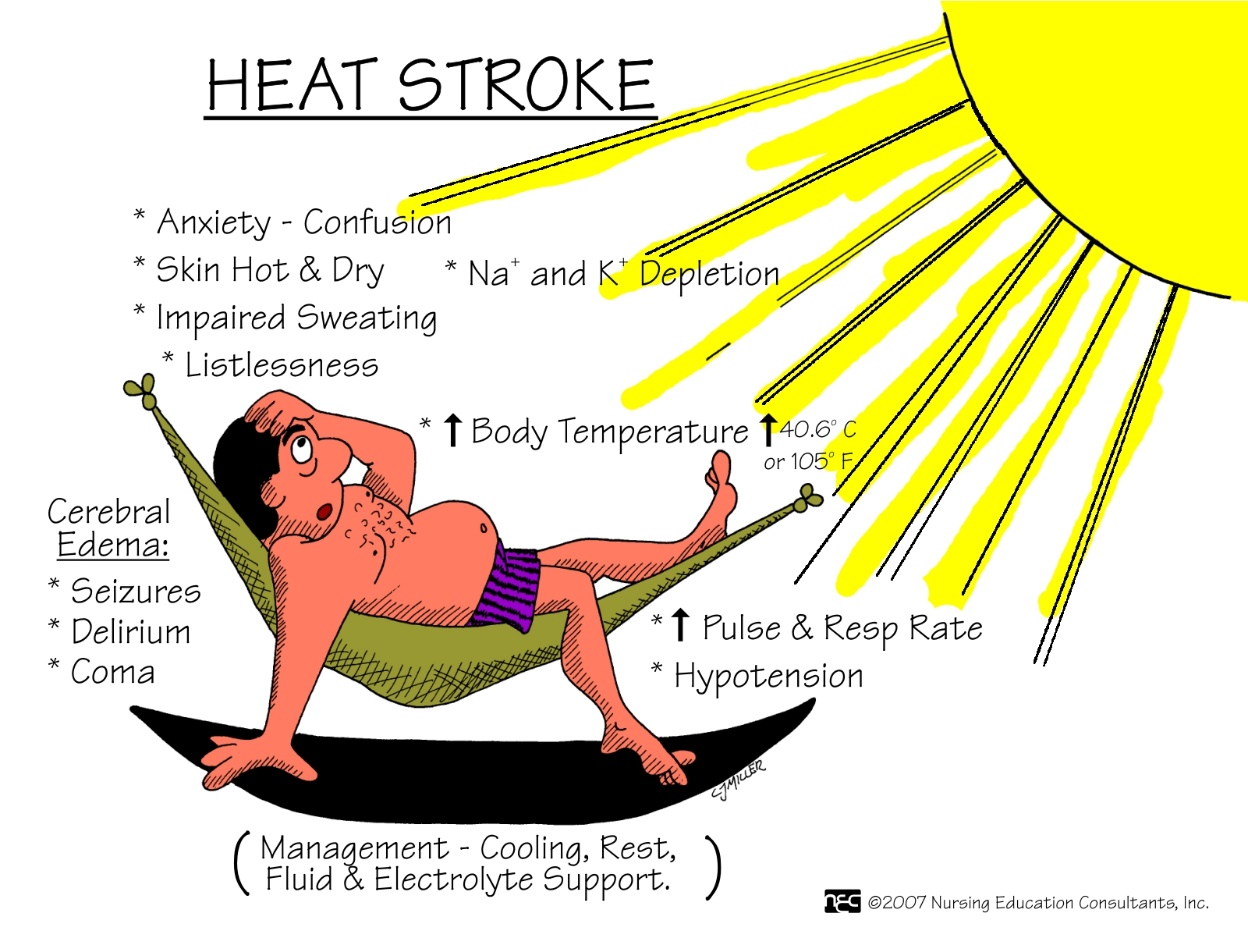 HEAT STROKE
* Anxiety - Confusion
* Skin Hot & Dry
* Na⁺ and K⁺ Depletion
* Impaired Sweating
* Listlessness
* ↑ Body Temperature ↑ 40.6° C
or 105° F
Cerebral
Edema:
* Seizures
* Delirium
* Coma
* ↑ Pulse & Resp Rate
* Hypotension
CJMILLER
( Management - Cooling, Rest,
Fluid & Electrolyte Support. )
nec ©2007 Nursing Education Consultants, Inc.